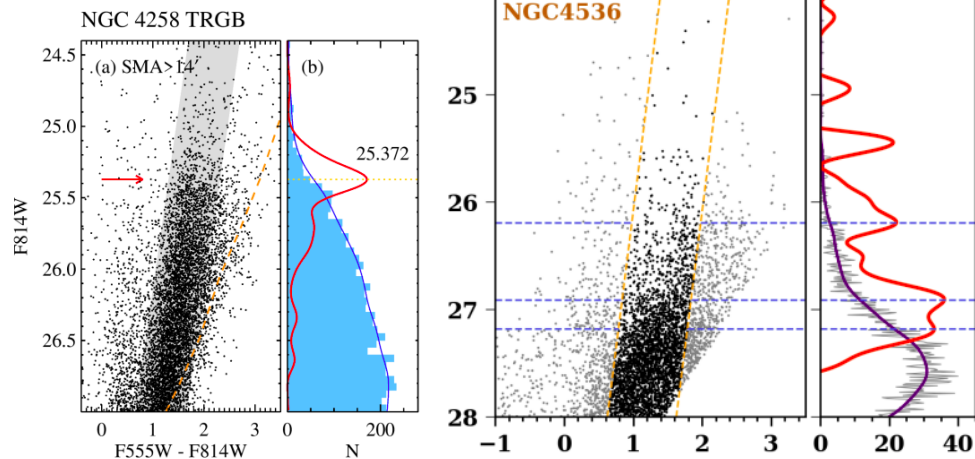 NGC 4258 TRGB
(a) SMA>14'
(b)
25.372
24.5
25.0
25.5
26.0
26.5
F814W
0 1 2 3
F555W - F814W
0 200
N
NGC4536
25
26
27
28
-1 0 1 2 3
0 20 40